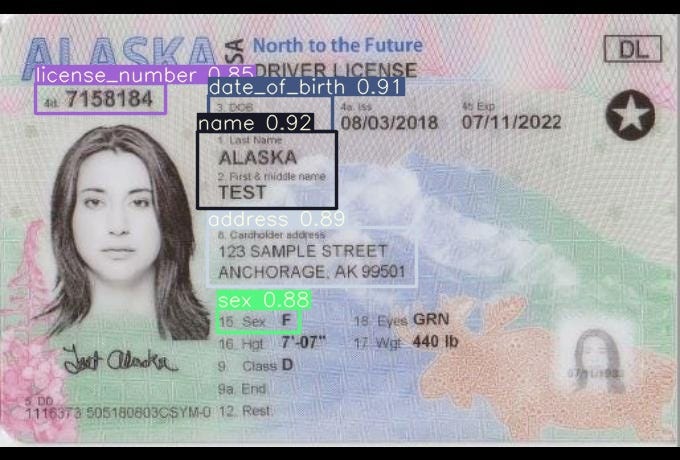 ALASKA
USA
North to the Future
DRIVER LICENSE
DL
license_number 0.85
4d. 7158184
date_of_birth 0.91
3. DOB
4a. Iss
08/03/2018
4b Exp
07/11/2022
name 0.92
1. Last Name
ALASKA
2. First & middle name
TEST
address 0.89
8. Cardholder address
123 SAMPLE STREET
ANCHORAGE, AK 99501
sex 0.88
15. Sex F
18. Eyes GRN
16. Hgt 7'-07"
17. Wgt 440 lb
9. Class D
9a. End.
12. Rest.
Test Alaska
5. DD
1116373 505180803CSYM-0